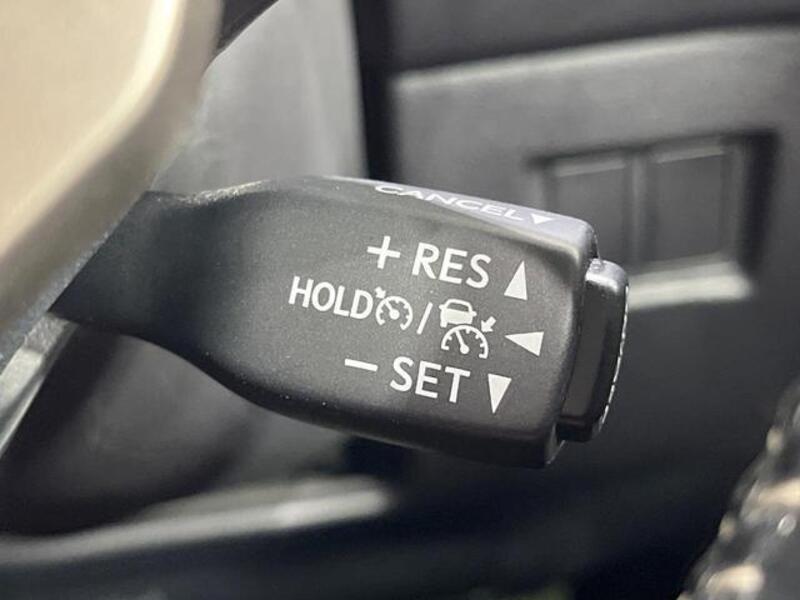 CANCEL
+ RES
HOLD /
- SET